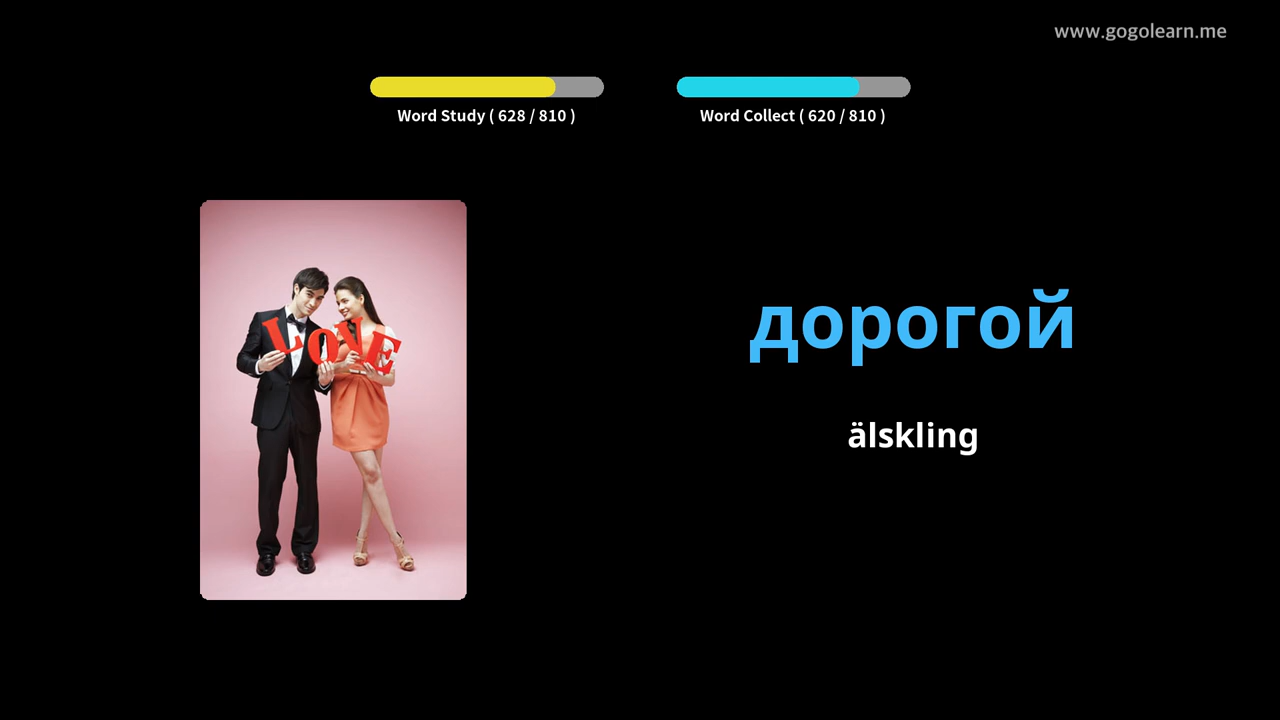 www.gogolearn.me
Word Study ( 628 / 810 )
Word Collect ( 620 / 810 )
LOVE
дорогой
älskling